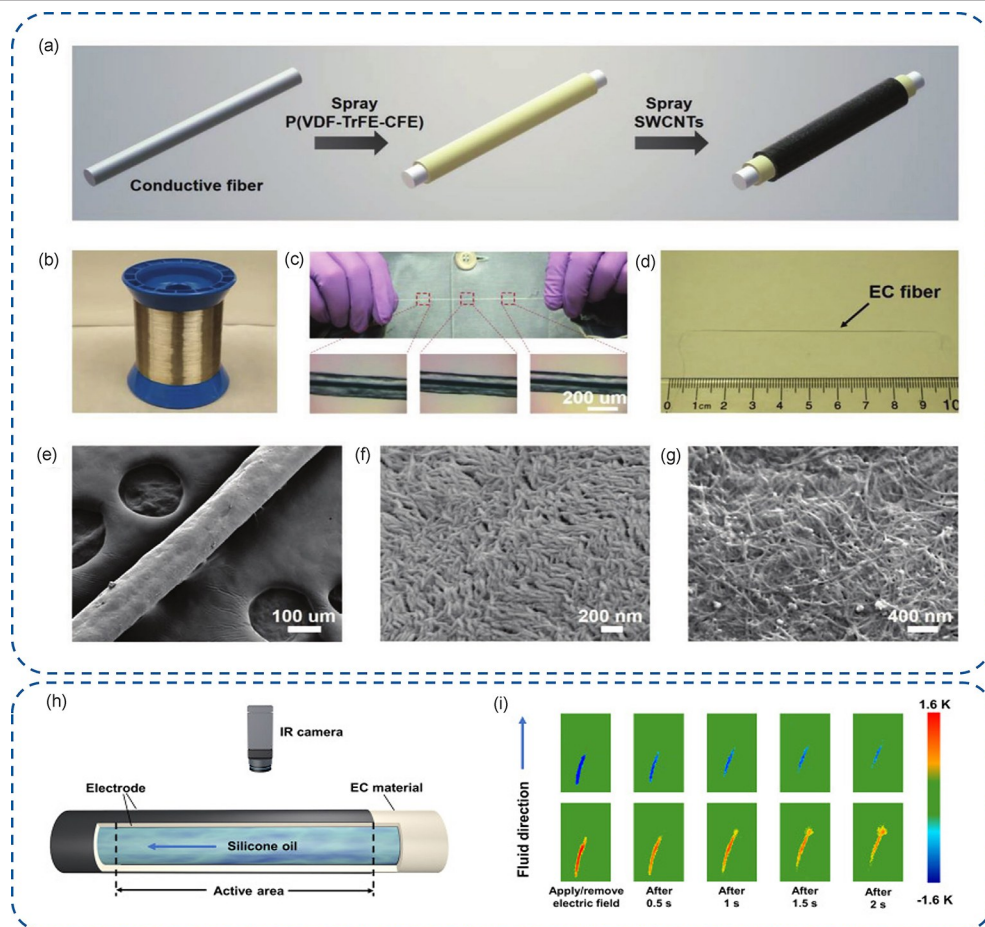 (a)
Spray
P(VDF-TrFE-CFE)
Spray
SWCNTs
Conductive fiber
(b)
(c)
200 um
(d)
EC fiber
0 1cm 2 3 4 5 6 7 8 9 10
(e)
100 um
(f)
200 nm
(g)
400 nm
(h)
IR camera
Electrode
EC material
Silicone oil
Active area
(i)
Fluid direction
1.6 K
-1.6 K
Apply/remove
electric field
After
0.5 s
After
1 s
After
1.5 s
After
2 s